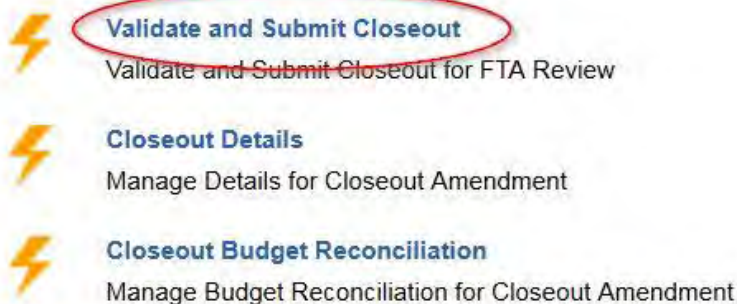 Validate and Submit Closeout
Validate and Submit Closeout for FTA Review
Closeout Details
Manage Details for Closeout Amendment
Closeout Budget Reconciliation
Manage Budget Reconciliation for Closeout Amendment